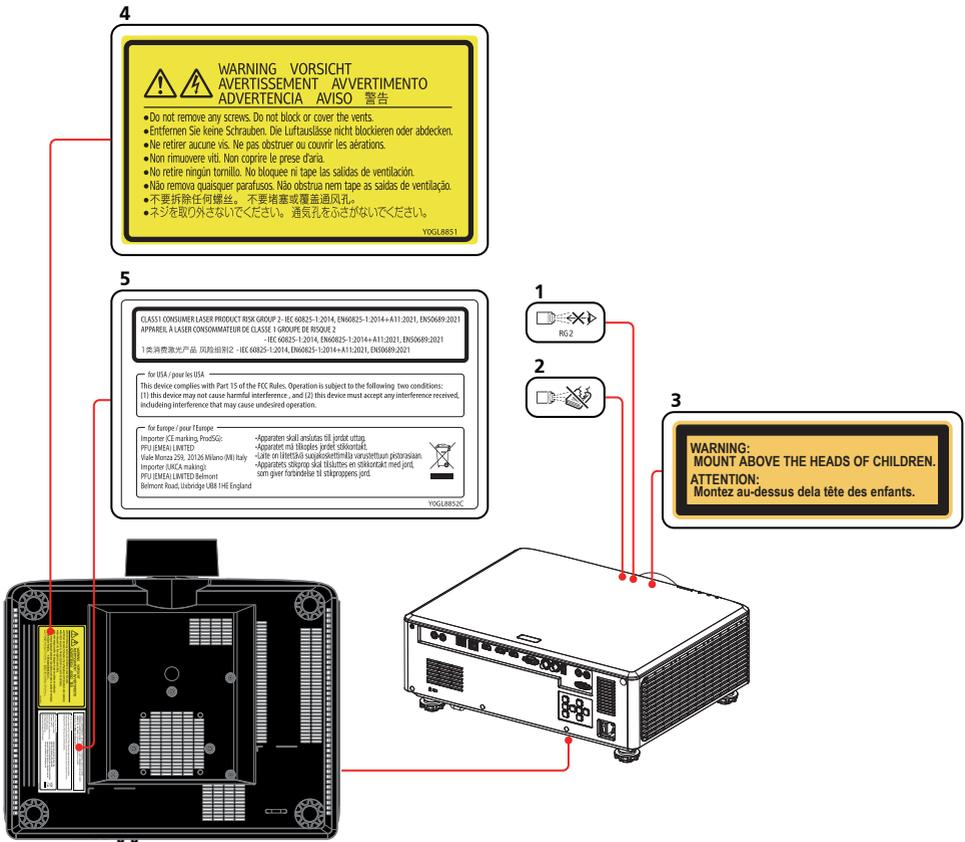 4
WARNING VORSICHT
AVERTISSEMENT AVVERTIMENTO
ADVERTENCIA AVISO 警告
●Do not remove any screws. Do not block or cover the vents.
●Entfernen Sie keine Schrauben. Die Luftauslässe nicht blockieren oder abdecken.
●Ne retirer aucune vis. Ne pas obstruer ou couvrir les aérations.
●Non rimuovere viti. Non coprire le prese d'aria.
●No retire ningún tornillo. No bloquee ni tape las salidas de ventilación.
●Não remova quaisquer parafusos. Não obstrua nem tape as saídas de ventilação.
●不要拆除任何螺丝。 不要堵塞或覆盖通风孔。
●ネジを取り外さないでください。 通気孔をふさがないでください。
Y0GL8851
5
CLASS1 CONSUMER LASER PRODUCT RISK GROUP 2- IEC 60825-1:2014, EN60825-1:2014+A11:2021, EN50689:2021
APPAREIL À LASER CONSOMMATEUR DE CLASSE 1 GROUPE DE RISQUE 2
- IEC 60825-1:2014, EN60825-1:2014+A11:2021, EN50689:2021
1类消费激光产品 风险组别2 - IEC 60825-1:2014, EN60825-1:2014+A11:2021, EN50689:2021
for USA / pour les USA
This device complies with Part 15 of the FCC Rules. Operation is subject to the following two conditions:
(1) this device may not cause harmful interference , and (2) this device must accept any interference received,
includeing interference that may cause undesired operation.
for Europe / pour l'Europe
Importer (CE marking, ProdSG):
PFU (EMEA) LIMITED
Viale Monza 259, 20126 Milano (MI) Italy
Importer (UKCA making):
PFU (EMEA) LIMITED Belmont
Belmont Road, Uxbridge UB8 1HE England
•Apparaten skall anslutas till jordat uttag.
•Apparatet må tilkoples jordet stikkontakt.
•Laite on liitettävä suojakoskettimilla varustettuun pistorasiaan.
•Apparatets stikprop skal tilsluttes en stikkontakt med jord,
som giver forbindelse til stikproppens jord.
Y0GL8852C
1
RG2
2
3
WARNING:
MOUNT ABOVE THE HEADS OF CHILDREN.
ATTENTION:
Montez au-dessus dela tête des enfants.